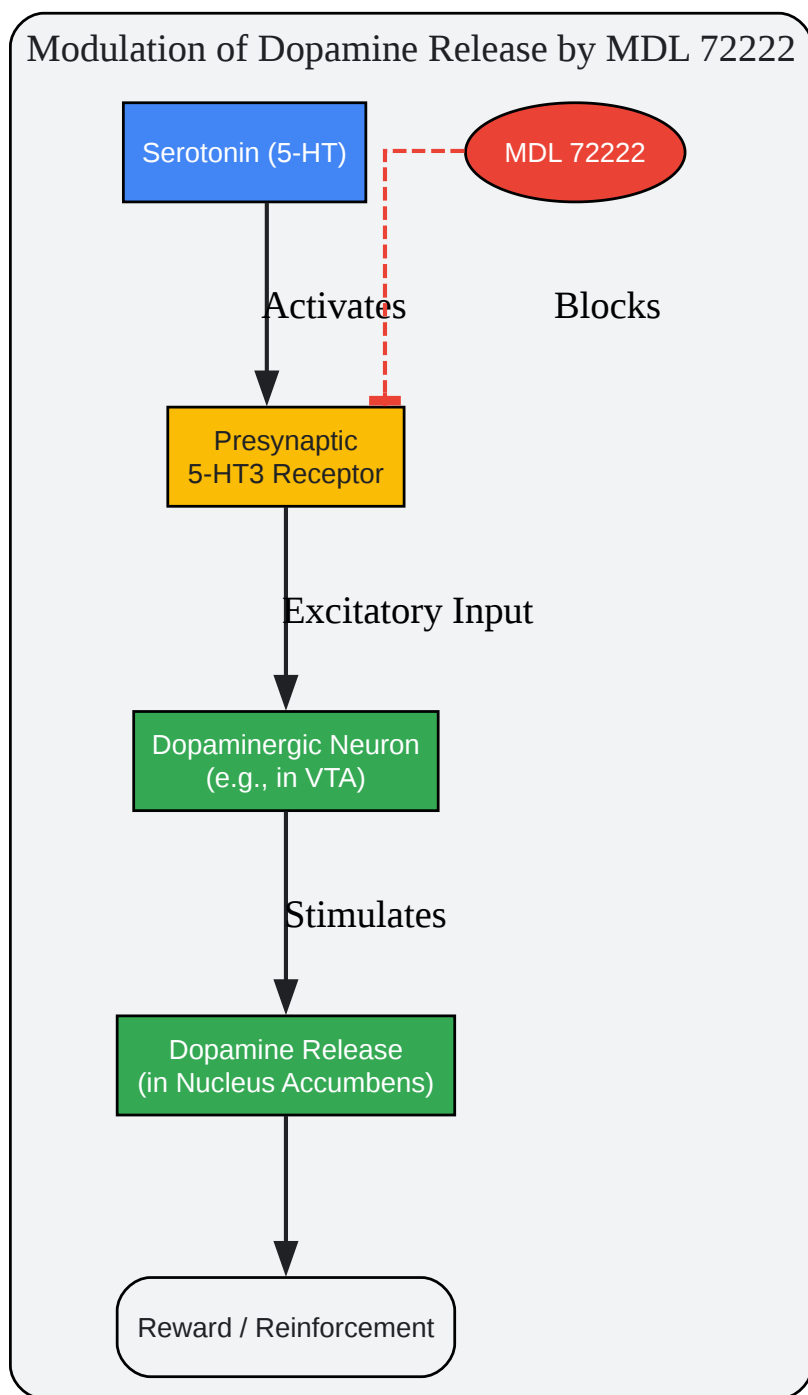 Modulation of Dopamine Release by MDL 72222
Serotonin (5-HT)
MDL 72222
Activates
Blocks
Presynaptic
5-HT3 Receptor
Excitatory Input
Dopaminergic Neuron
(e.g., in VTA)
Stimulates
Dopamine Release
(in Nucleus Accumbens)
Reward / Reinforcement